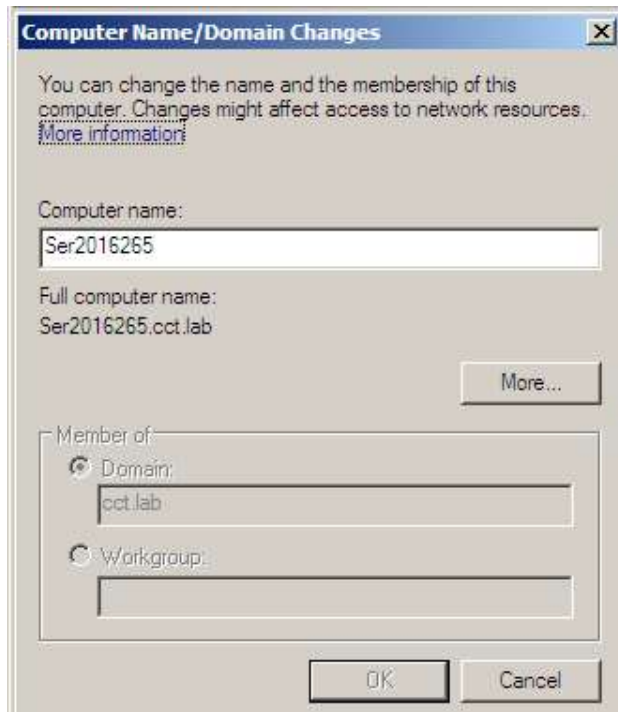 Computer Name/Domain Changes
You can change the name and the membership of this
computer. Changes might affect access to network resources.
More information
Computer name:
Ser2016265
Full computer name:
Ser2016265.cct.lab
More...
Member of
Domain:
cct.lab
Workgroup:
OK Cancel